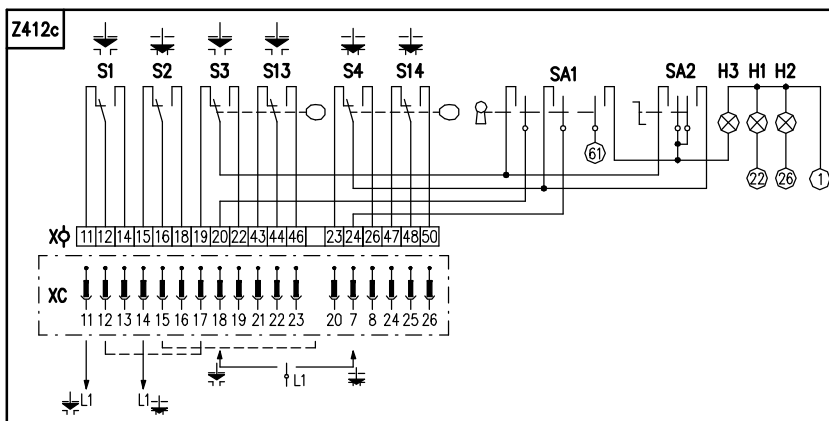 Z412c
S1 S2 S3 S13 S4 S14 SA1 SA2 H3 H1 H2
61
22 26 1
X 11 12 14 15 16 18 19 20 22 43 44 46 23 24 26 47 48 50
XC
11 12 13 14 15 16 17 18 19 21 22 23 20 7 8 24 25 26
L1 L1 L1